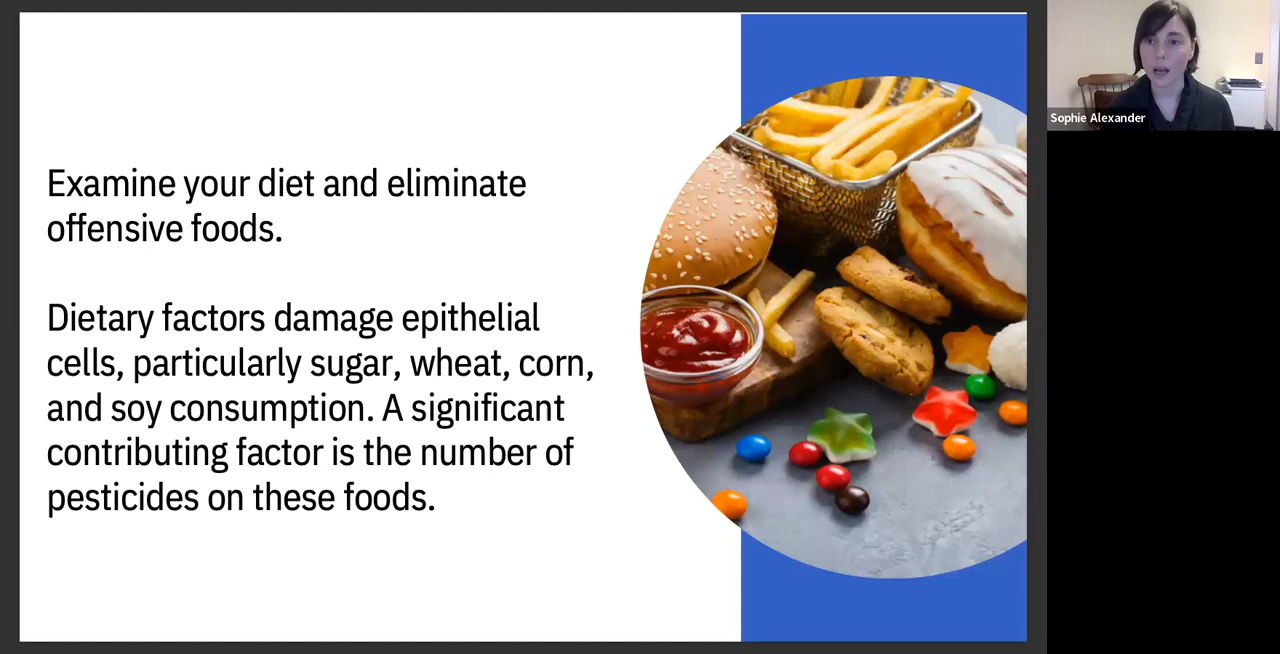 Examine your diet and eliminate
offensive foods.
Dietary factors damage epithelial
cells, particularly sugar, wheat, corn,
and soy consumption. A significant
contributing factor is the number of
pesticides on these foods.
Sophie Alexander